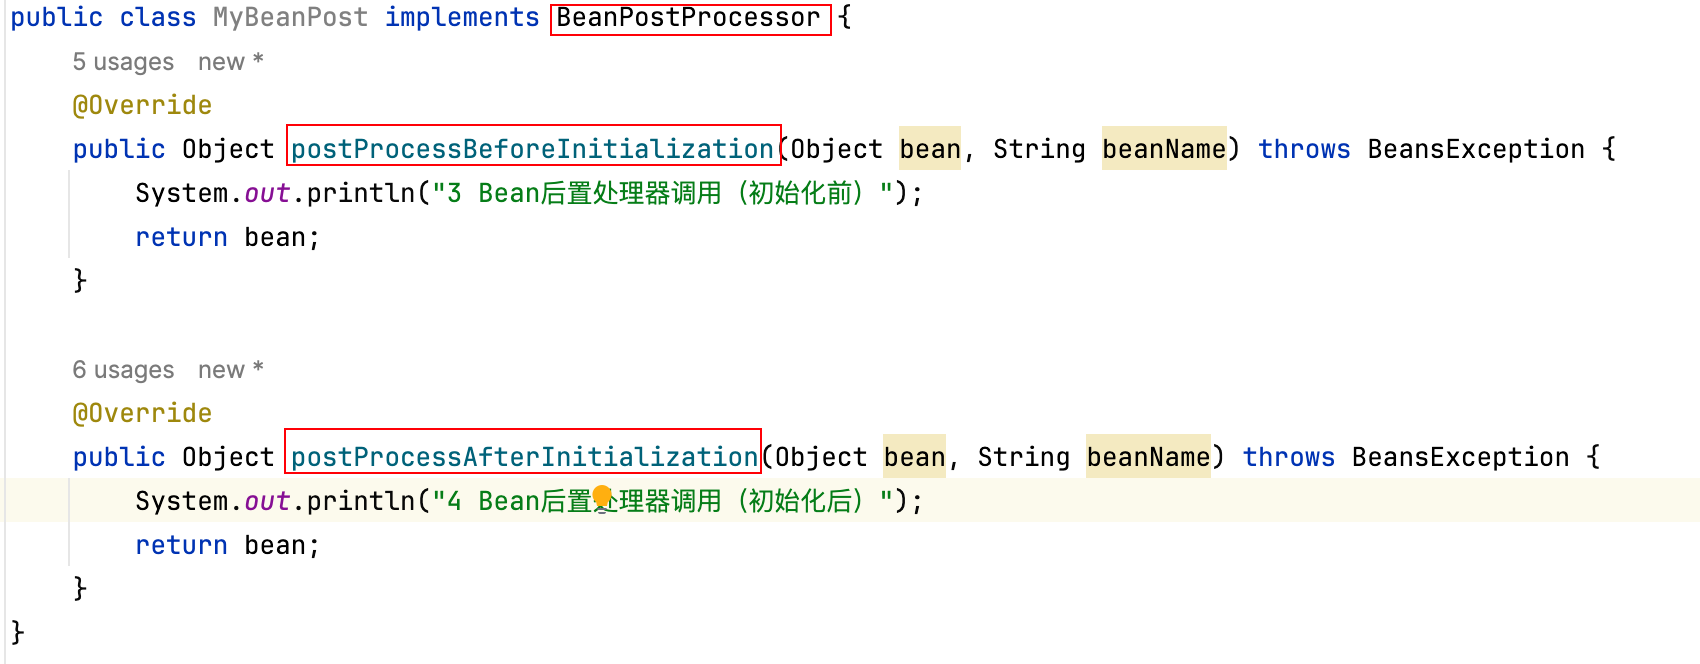 public class MyBeanPost implements BeanPostProcessor {
5 usages new *
@Override
public Object postProcessBeforeInitialization(Object bean, String beanName) throws BeansException {
System.out.println("3 Bean后置处理器调用（初始化前）");
return bean;
}
6 usages new *
@Override
public Object postProcessAfterInitialization(Object bean, String beanName) throws BeansException {
System.out.println("4 Bean后置处理器调用（初始化后）");
return bean;
}
}